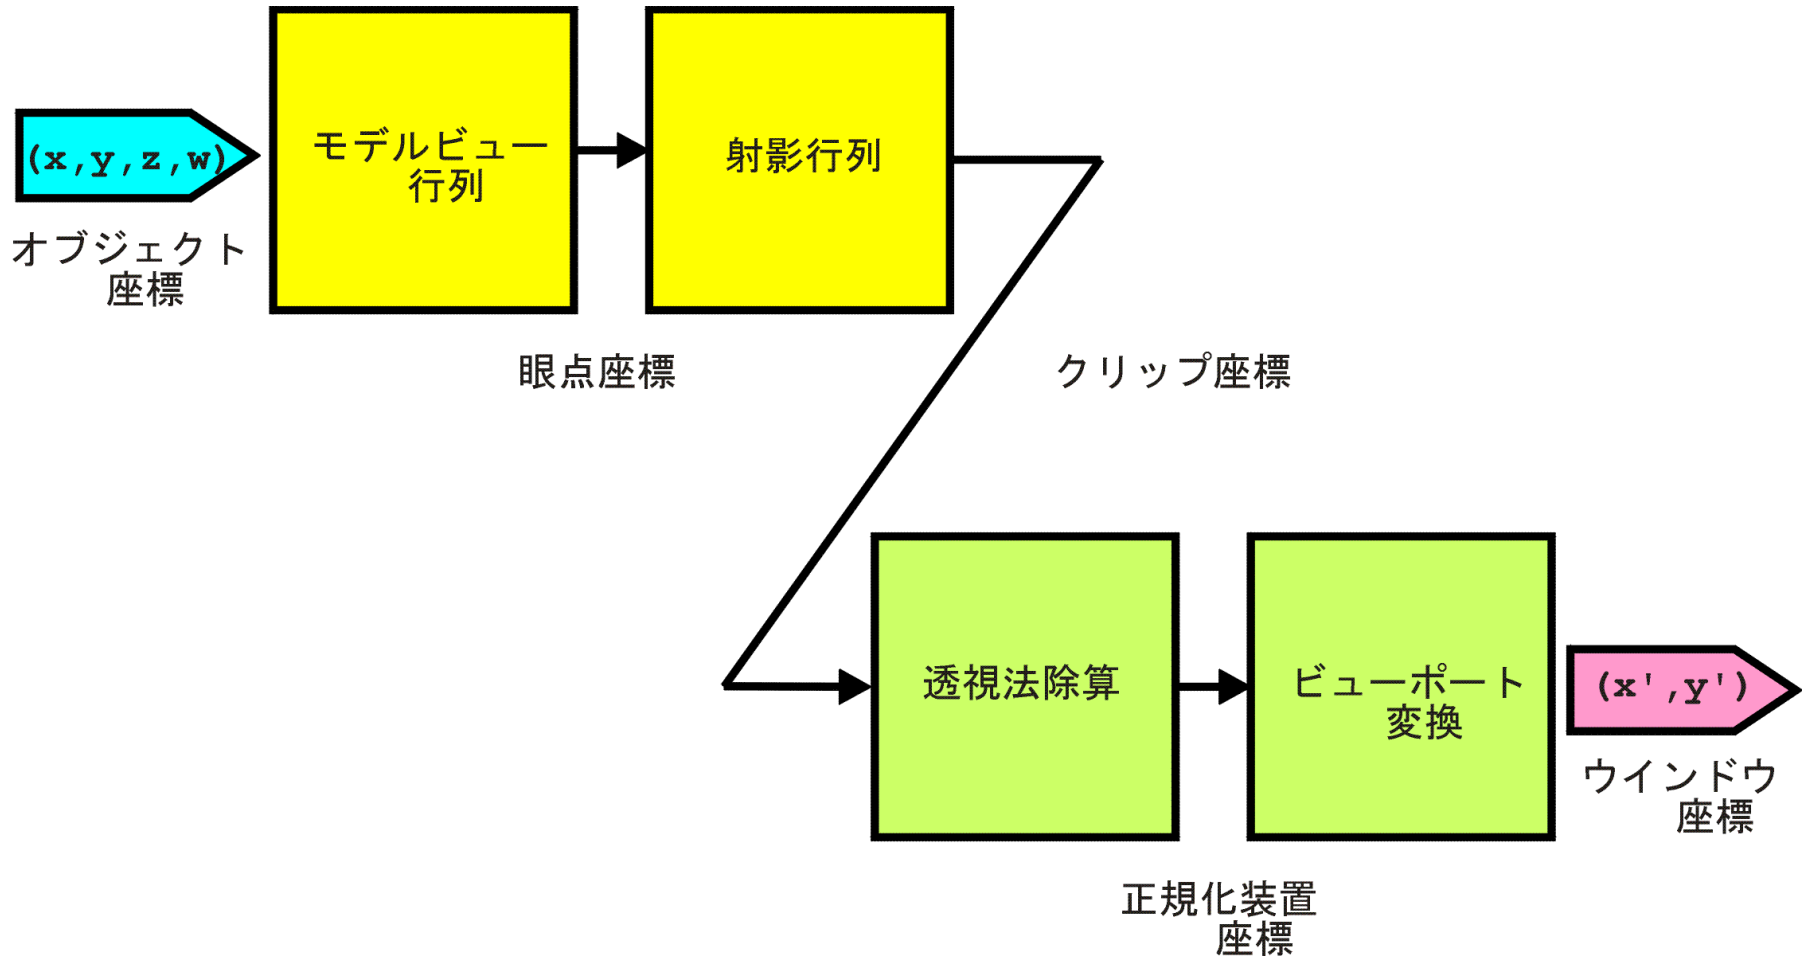 (x,y,z,w)
オブジェクト
座標
モデルビュー
行列
射影行列
眼点座標
クリップ座標
透視法除算
ビューポート
変換
(x',y')
ウインドウ
座標
正規化装置
座標